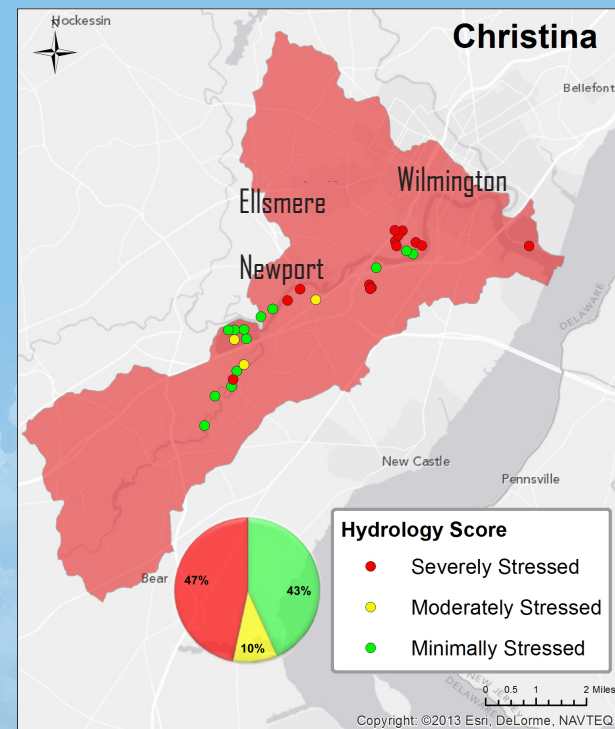 Hockessin
N
Christina
Bellefont
Wilmington
Ellsmere
Newport
DELAWARE
New Castle
Pennsville
Hydrology Score
Severely Stressed
Moderately Stressed
Minimally Stressed
Bear
47%
43%
10%
NEW JERSEY
DELAWARE
0 0.5 1 2 Miles
Copyright: ©2013 Esri, DeLorme, NAVTEQ